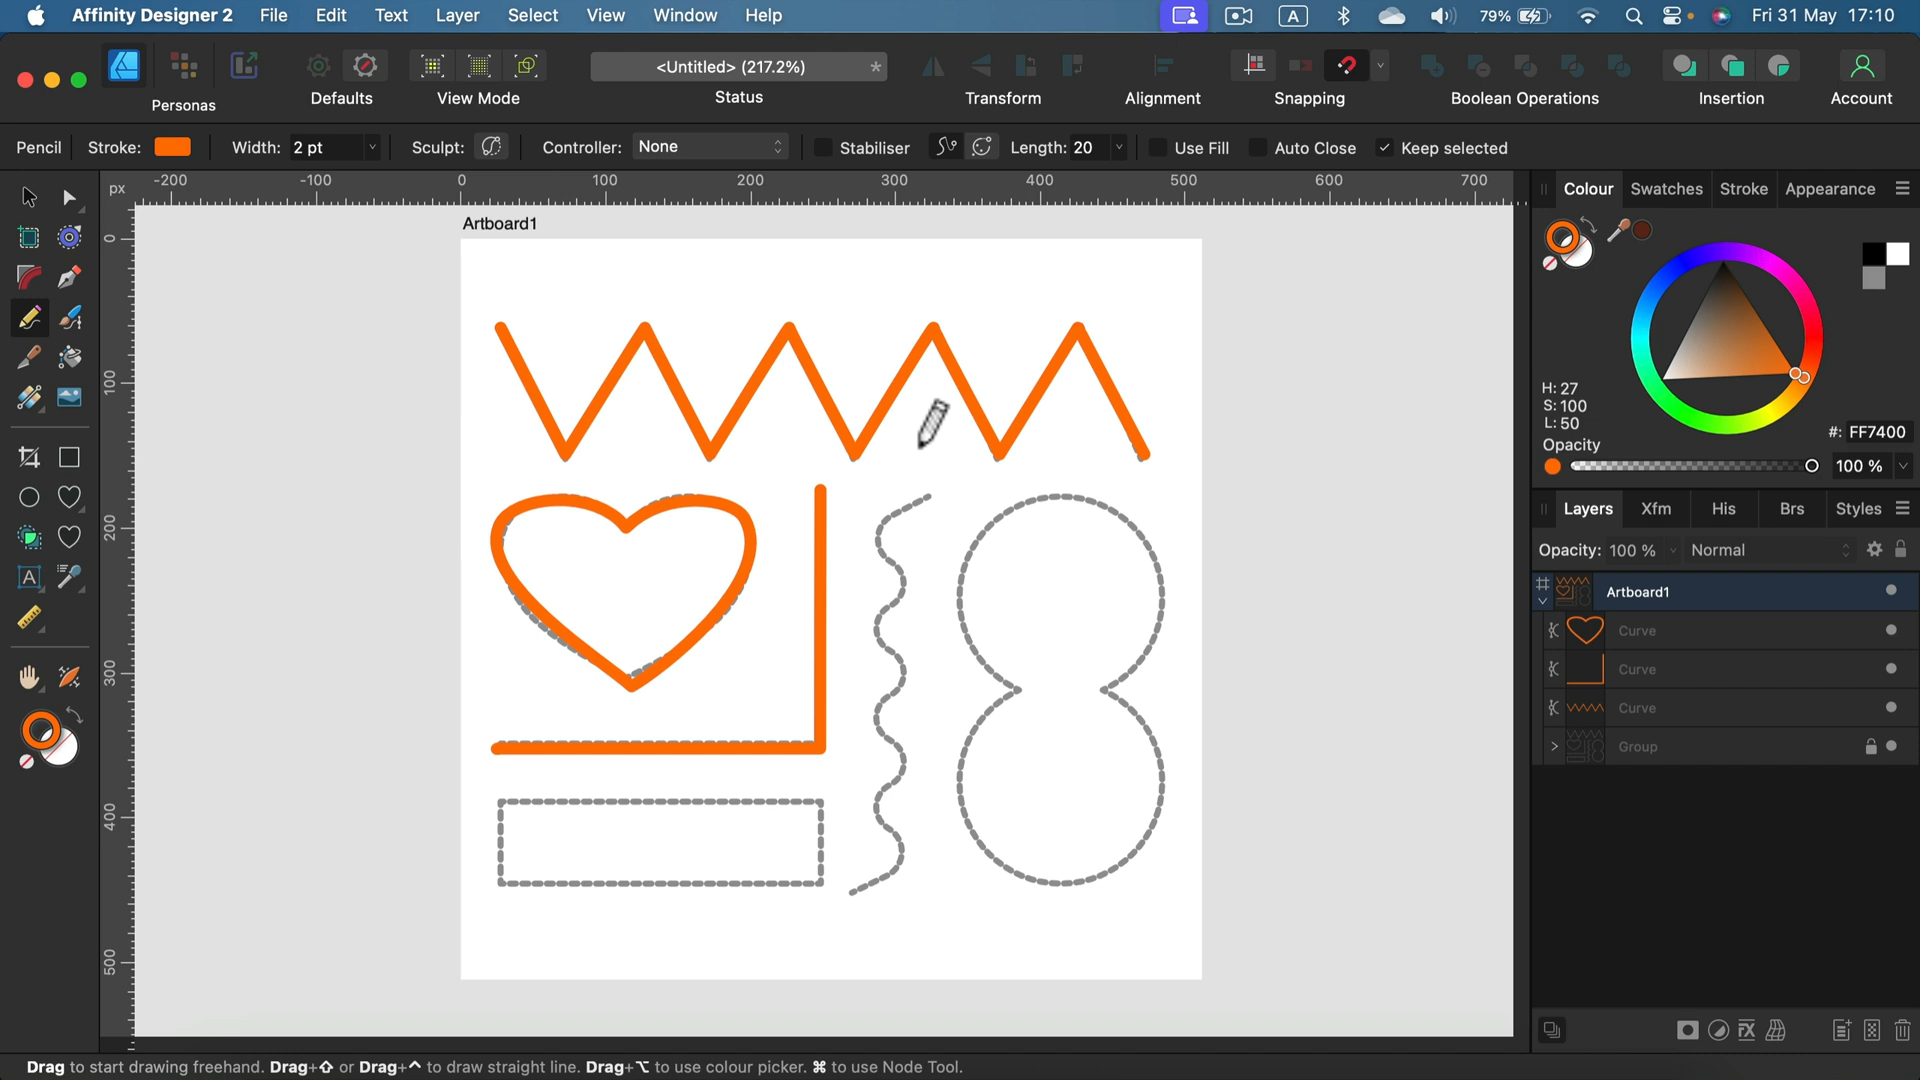 Affinity Designer 2 File Edit Text Layer Select View Window Help A 79% Fri 31 May 17:10
<Untitled> (217.2%) *
Personas Defaults View Mode Status Transform Alignment Snapping Boolean Operations Insertion Account
Pencil Stroke: Width: 2 pt Sculpt: Controller: None Stabiliser Length: 20 Use Fill Auto Close Keep selected
px -200 -100 0 100 200 300 400 500 600 700
Colour Swatches Stroke Appearance
Artboard1
0
100
200
300
400
500
H: 27
S: 100
L: 50
#: FF7400
Opacity
100 %
Layers Xfm His Brs Styles
Opacity: 100 % Normal
Artboard1
Curve
Curve
Curve
Group
A
FX
Drag to start drawing freehand. Drag+⇧ or Drag+⌃ to draw straight line. Drag+⌥ to use colour picker. ⌘ to use Node Tool.